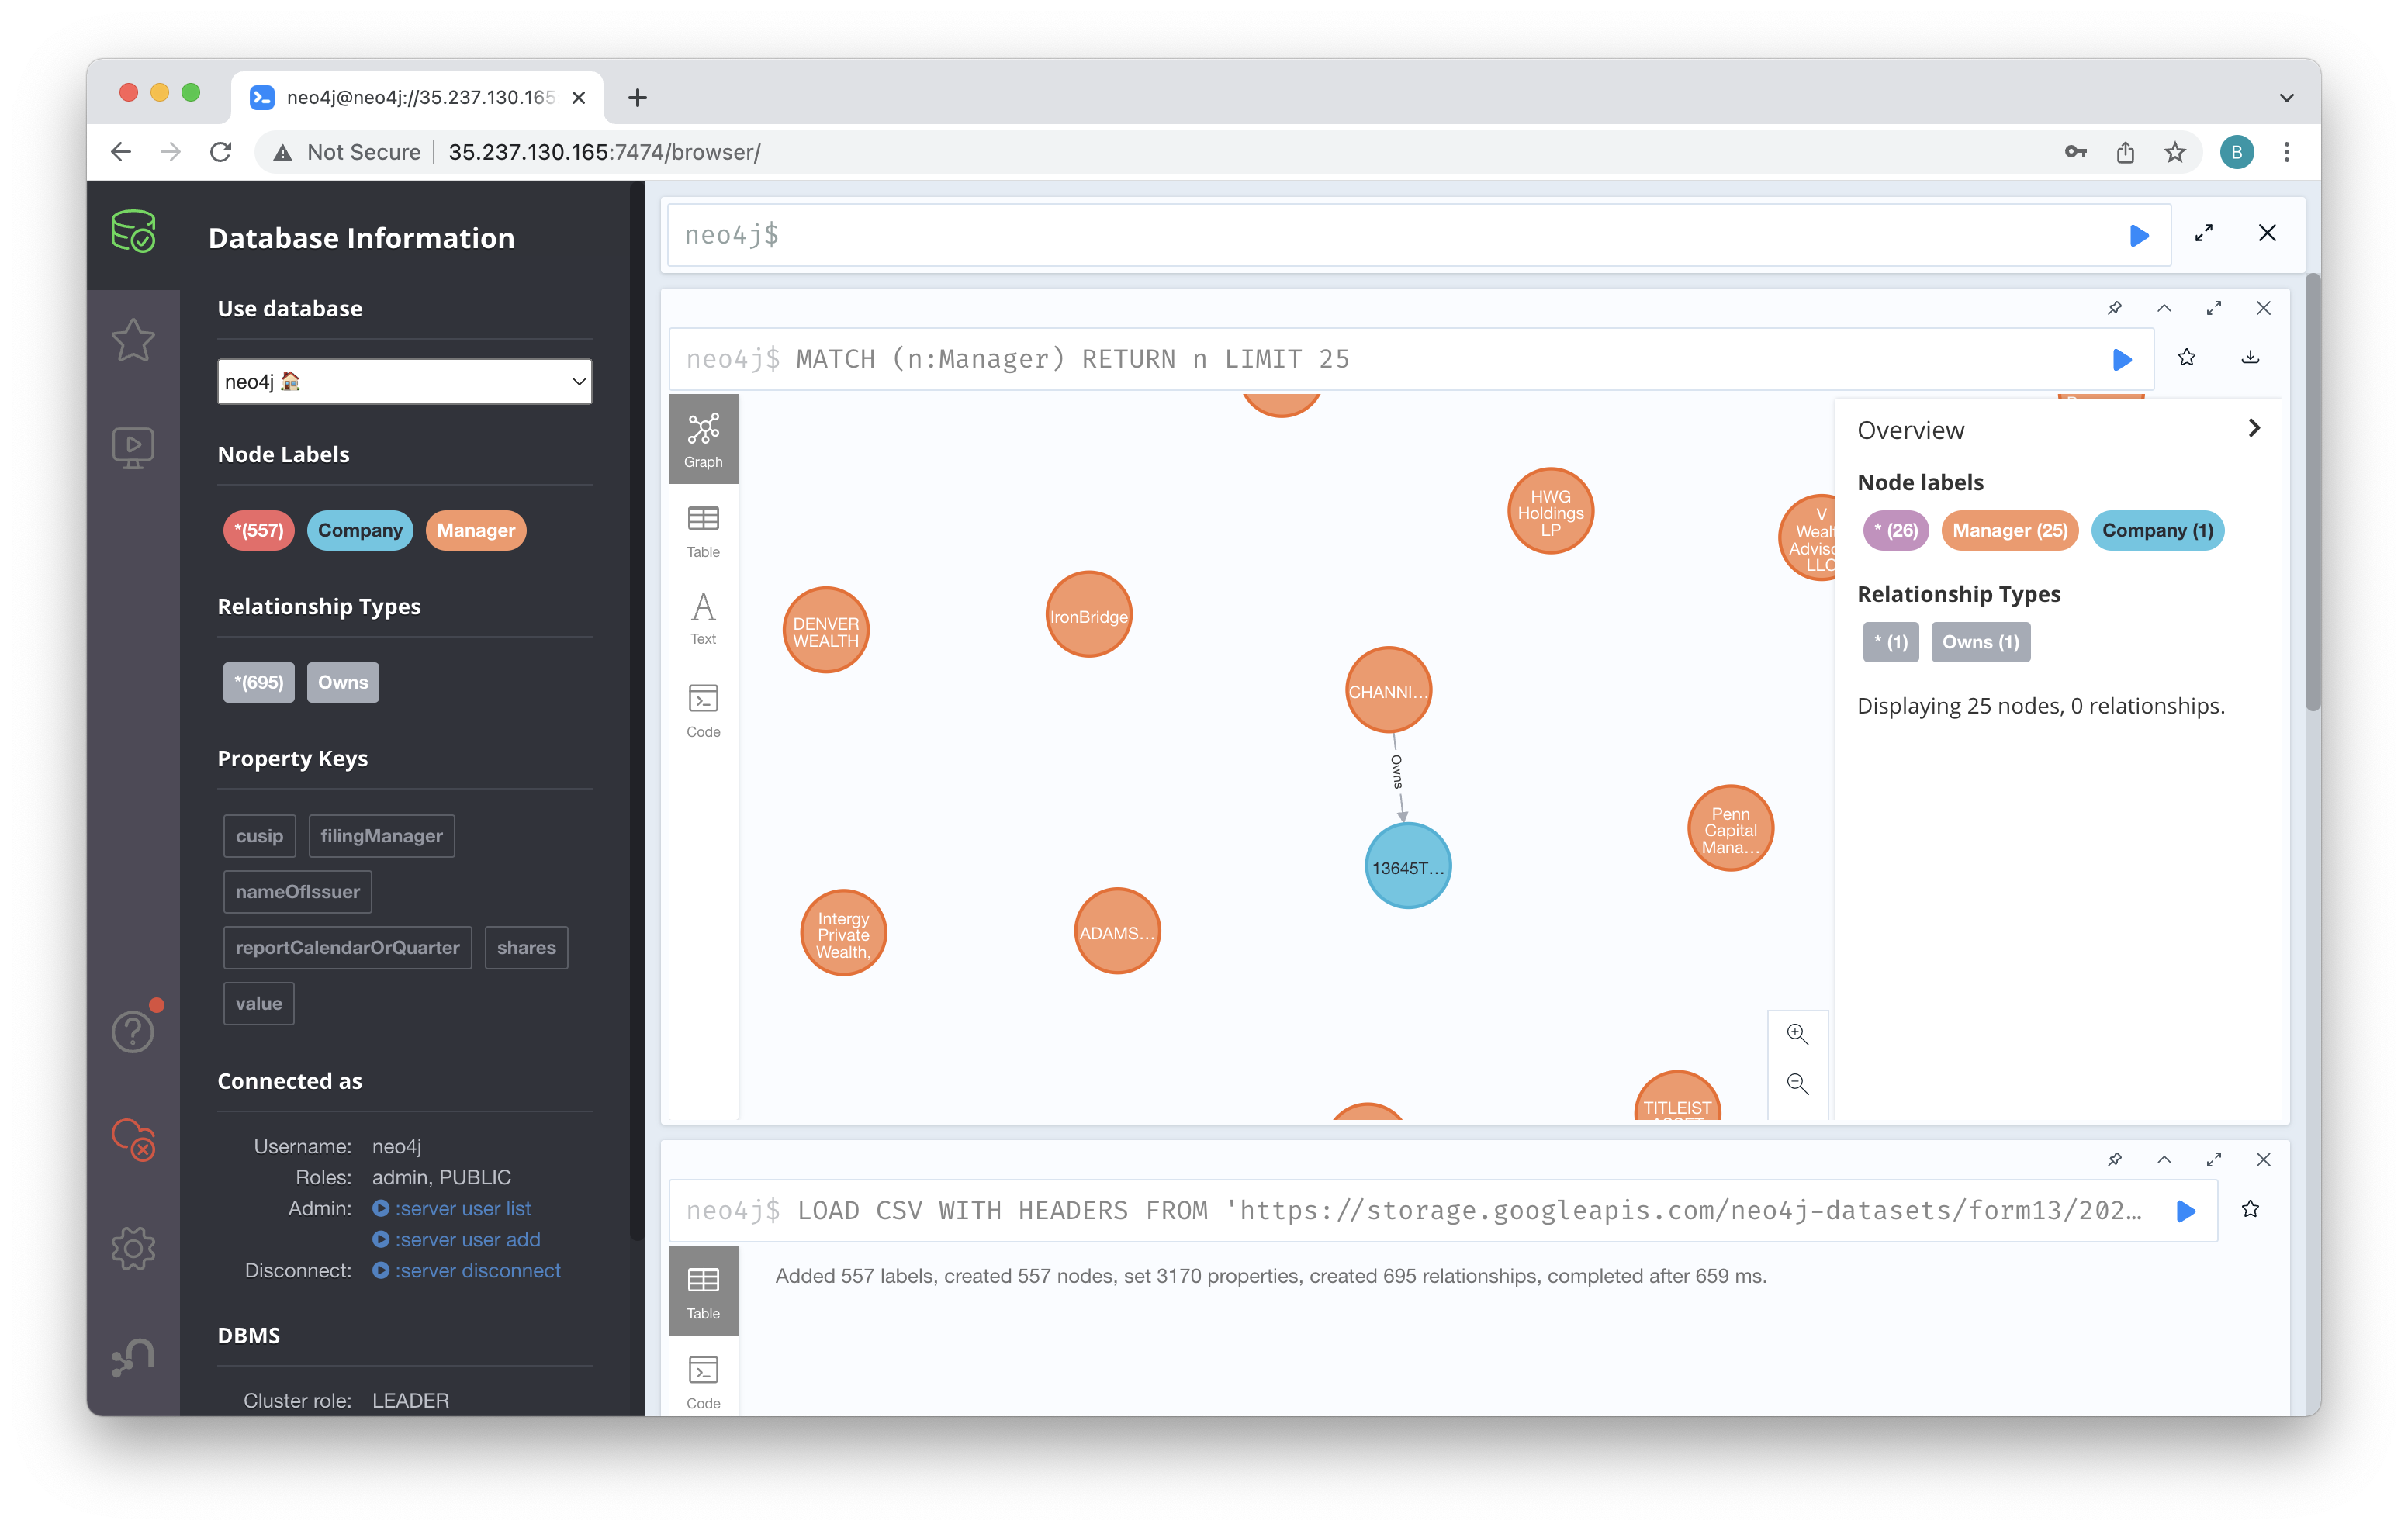 neo4j@neo4j://35.237.130.165
Not Secure
35.237.130.165:7474/browser/
B
Database Information
Use database
neo4j
Node Labels
*(557) Company Manager
Relationship Types
*(695) Owns
Property Keys
cusip filingManager
nameOfIssuer
reportCalendarOrQuarter shares
value
Connected as
Username: neo4j
Roles: admin, PUBLIC
Admin: :server user list
:server user add
Disconnect: :server disconnect
DBMS
Cluster role: LEADER
neo4j$
neo4j$ MATCH (n:Manager) RETURN n LIMIT 25
Graph
Table
Text
Code
HWG
Holdings
LP
V
Wealt
Advisc
LLC
DENVER
WEALTH
IronBridge
CHANNI...
Owns
13645T...
Penn
Capital
Mana...
Intergy
Private
Wealth,
ADAMS...
TITLEIST
Overview
Node labels
* (26) Manager (25) Company (1)
Relationship Types
* (1) Owns (1)
Displaying 25 nodes, 0 relationships.
neo4j$ LOAD CSV WITH HEADERS FROM 'https://storage.googleapis.com/neo4j-datasets/form13/202...
Table
Code
Added 557 labels, created 557 nodes, set 3170 properties, created 695 relationships, completed after 659 ms.